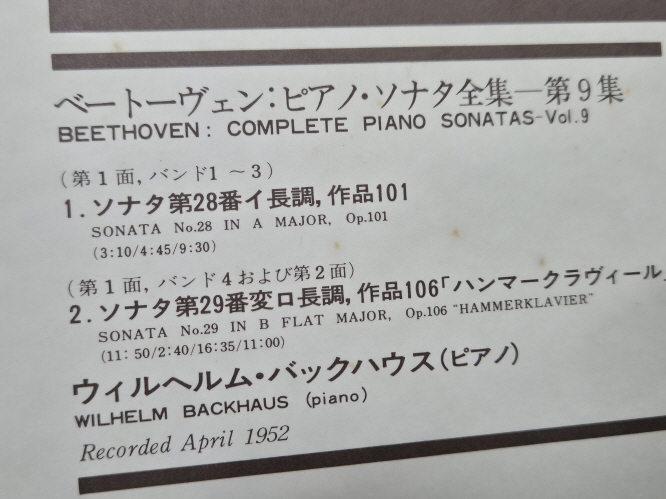 ベートーヴェン:ピアノ・ソナタ全集—第9集
BEETHOVEN: COMPLETE PIANO SONATAS-Vol.9
(第1面,バンド1 〜3)
1.ソナタ第28番イ長調,作品101
SONATA No.28 IN A MAJOR, Op.101
(3:10/4:45/9:30)
(第1面,バンド4および第2面)
2.ソナタ第29番変ロ長調,作品106「ハンマークラヴィール」
SONATA No.29 IN B FLAT MAJOR, Op.106 "HAMMERKLAVIER"
(11:50/2:40/16:35/11:00)
ウィルヘルム・バックハウス(ピアノ)
WILHELM BACKHAUS (piano)
Recorded April 1952